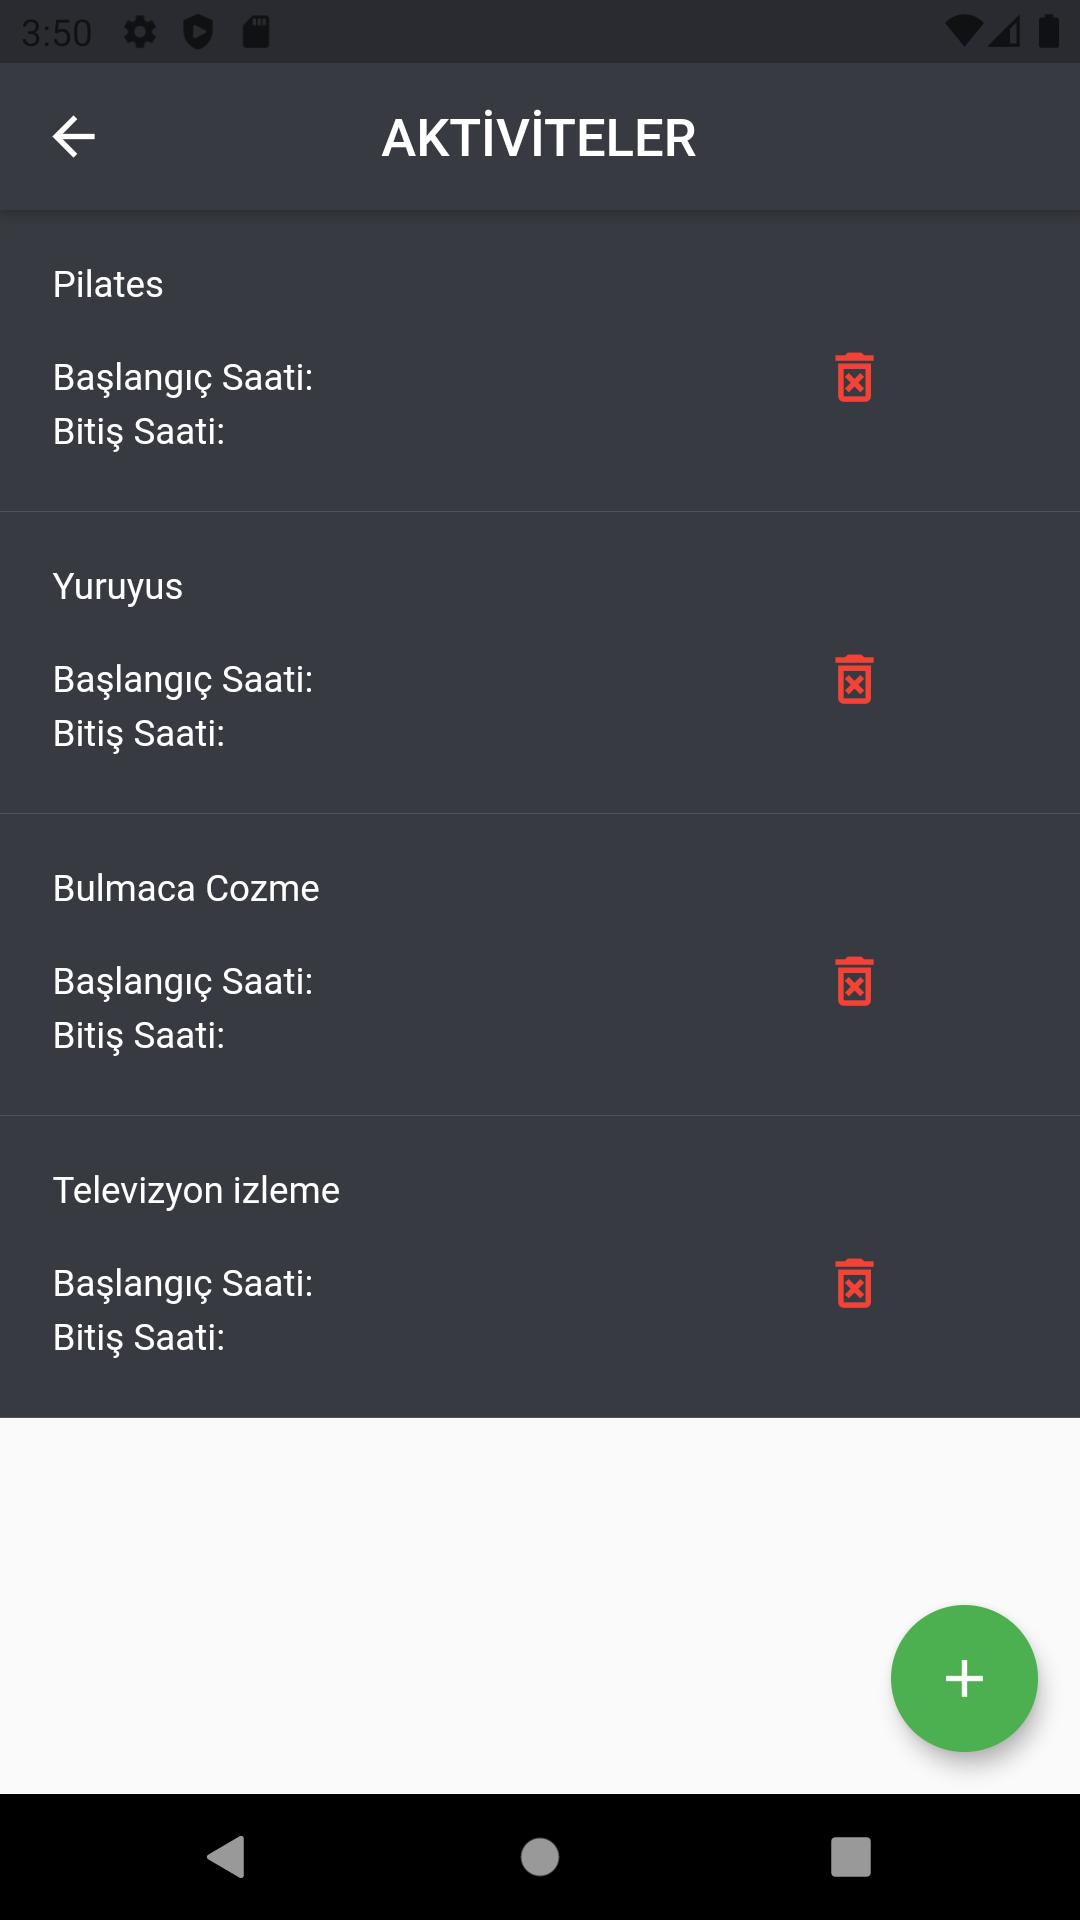 3:50
AKTİVİTELER
Pilates
Başlangıç Saati:
Bitiş Saati:
Yuruyus
Başlangıç Saati:
Bitiş Saati:
Bulmaca Cozme
Başlangıç Saati:
Bitiş Saati:
Televizyon izleme
Başlangıç Saati:
Bitiş Saati: